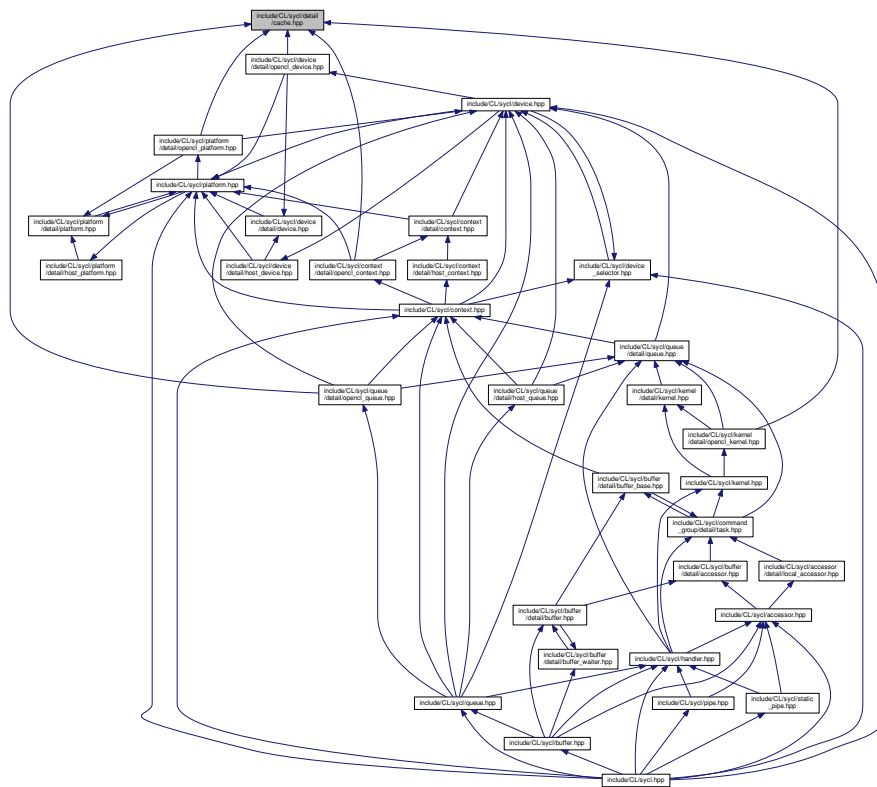 include/CL/sycl/detail
/cache.hpp
include/CL/sycl/device
/detail/opencl_device.hpp
include/CL/sycl/device.hpp
include/CL/sycl/platform
/detail/opencl_platform.hpp
include/CL/sycl/platform.hpp
include/CL/sycl/platform
/detail/platform.hpp
include/CL/sycl/device
/detail/device.hpp
include/CL/sycl/context
/detail/context.hpp
include/CL/sycl/platform
/detail/host_platform.hpp
include/CL/sycl/device
/detail/host_device.hpp
include/CL/sycl/context
/detail/opencl_context.hpp
include/CL/sycl/context
/detail/host_context.hpp
include/CL/sycl/device
_selector.hpp
include/CL/sycl/context.hpp
include/CL/sycl/queue
/detail/queue.hpp
include/CL/sycl/queue
/detail/opencl_queue.hpp
include/CL/sycl/queue
/detail/host_queue.hpp
include/CL/sycl/kernel
/detail/kernel.hpp
include/CL/sycl/kernel
/detail/opencl_kernel.hpp
include/CL/sycl/buffer
/detail/buffer_base.hpp
include/CL/sycl/kernel.hpp
include/CL/sycl/command
_group/detail/task.hpp
include/CL/sycl/buffer
/detail/accessor.hpp
include/CL/sycl/accessor
/detail/local_accessor.hpp
include/CL/sycl/buffer
/detail/buffer.hpp
include/CL/sycl/accessor.hpp
include/CL/sycl/buffer
/detail/buffer_waiter.hpp
include/CL/sycl/handler.hpp
include/CL/sycl/queue.hpp
include/CL/sycl/pipe.hpp
include/CL/sycl/static
_pipe.hpp
include/CL/sycl/buffer.hpp
include/CL/sycl.hpp